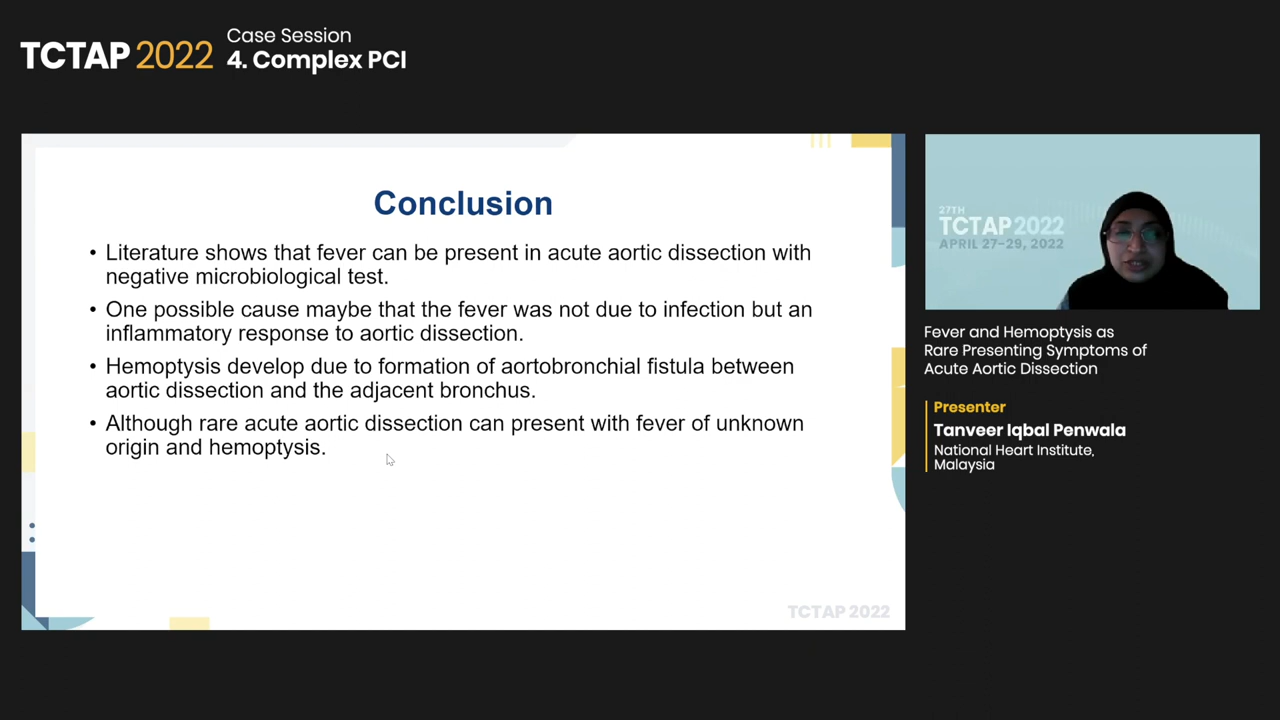 TCTAP 2022
Case Session
4. Complex PCI
Conclusion
• Literature shows that fever can be present in acute aortic dissection with
negative microbiological test.
• One possible cause maybe that the fever was not due to infection but an
inflammatory response to aortic dissection.
• Hemoptysis develop due to formation of aortobronchial fistula between
aortic dissection and the adjacent bronchus.
• Although rare acute aortic dissection can present with fever of unknown
origin and hemoptysis.
TCTAP 2022
27TH
TCTAP 2022
APRIL 27-29, 2022
Fever and Hemoptysis as
Rare Presenting Symptoms of
Acute Aortic Dissection
Presenter
Tanveer Iqbal Penwala
National Heart Institute,
Malaysia